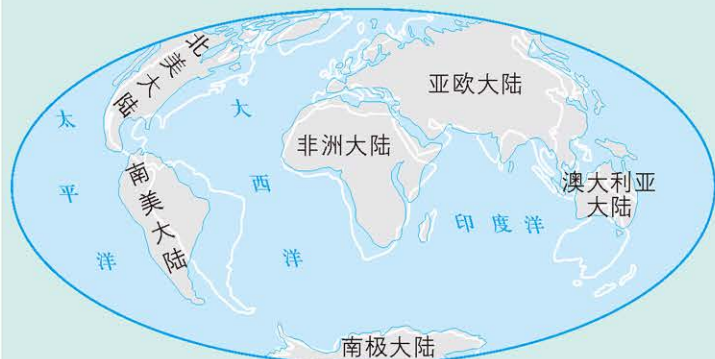 北美大陆
亚欧大陆
太平洋
大西洋
非洲大陆
南美大陆
澳大利亚
大陆
印度洋
南极大陆